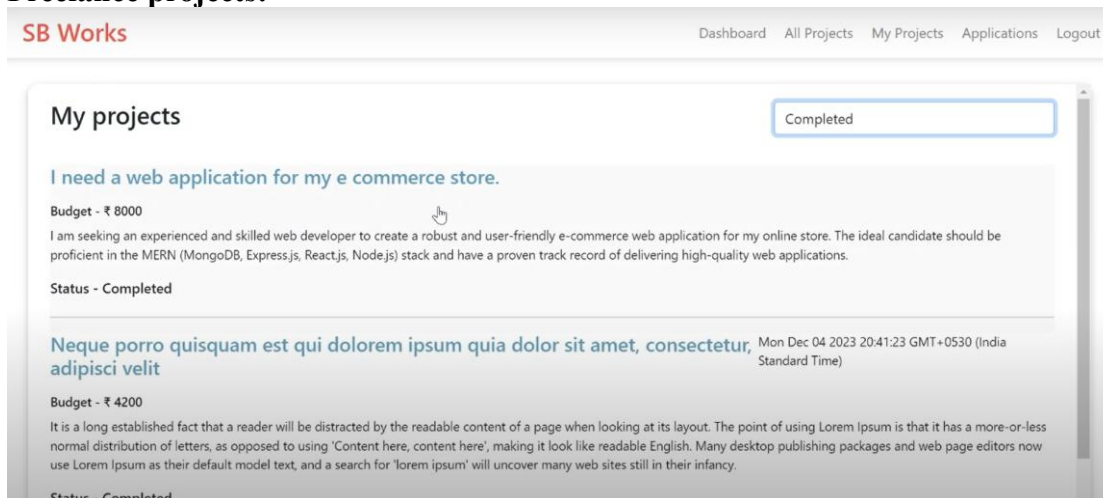 Freelance projects:
SB Works
Dashboard All Projects My Projects Applications Logout
My projects
Completed
I need a web application for my e commerce store.
Budget - ₹ 8000
I am seeking an experienced and skilled web developer to create a robust and user-friendly e-commerce web application for my online store. The ideal candidate should be
proficient in the MERN (MongoDB, Express.js, React.js, Node.js) stack and have a proven track record of delivering high-quality web applications.
Status - Completed
Neque porro quisquam est qui dolorem ipsum quia dolor sit amet, consectetur,
adipisci velit
Mon Dec 04 2023 20:41:23 GMT+0530 (India
Standard Time)
Budget - ₹ 4200
It is a long established fact that a reader will be distracted by the readable content of a page when looking at its layout. The point of using Lorem Ipsum is that it has a more-or-less
normal distribution of letters, as opposed to using 'Content here, content here', making it look like readable English. Many desktop publishing packages and web page editors now
use Lorem Ipsum as their default model text, and a search for 'lorem ipsum' will uncover many web sites still in their infancy.
Status - Completed